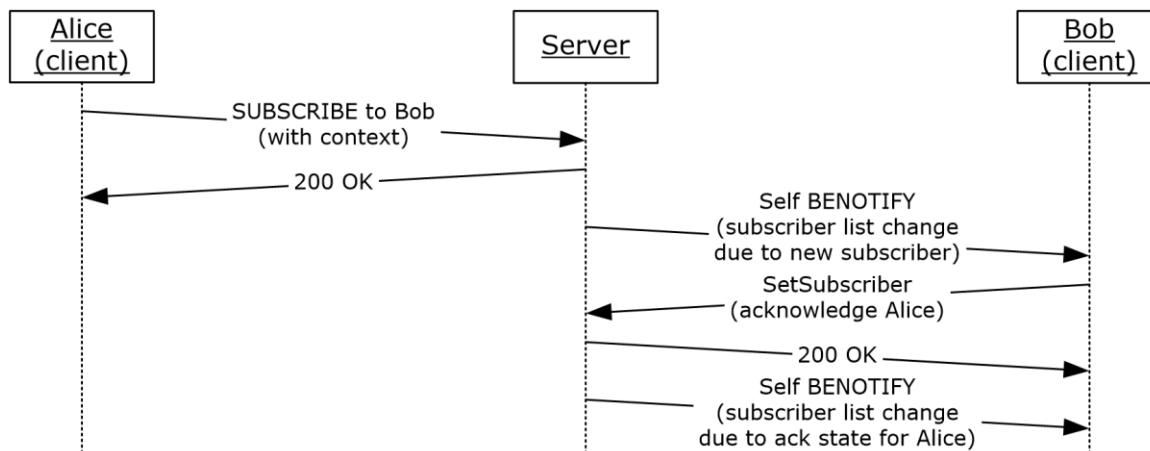 Alice
(client)
Server
Bob
(client)
SUBSCRIBE to Bob
(with context)
200 OK
Self BENOTIFY
(subscriber list change
due to new subscriber)
SetSubscriber
(acknowledge Alice)
200 OK
Self BENOTIFY
(subscriber list change
due to ack state for Alice)